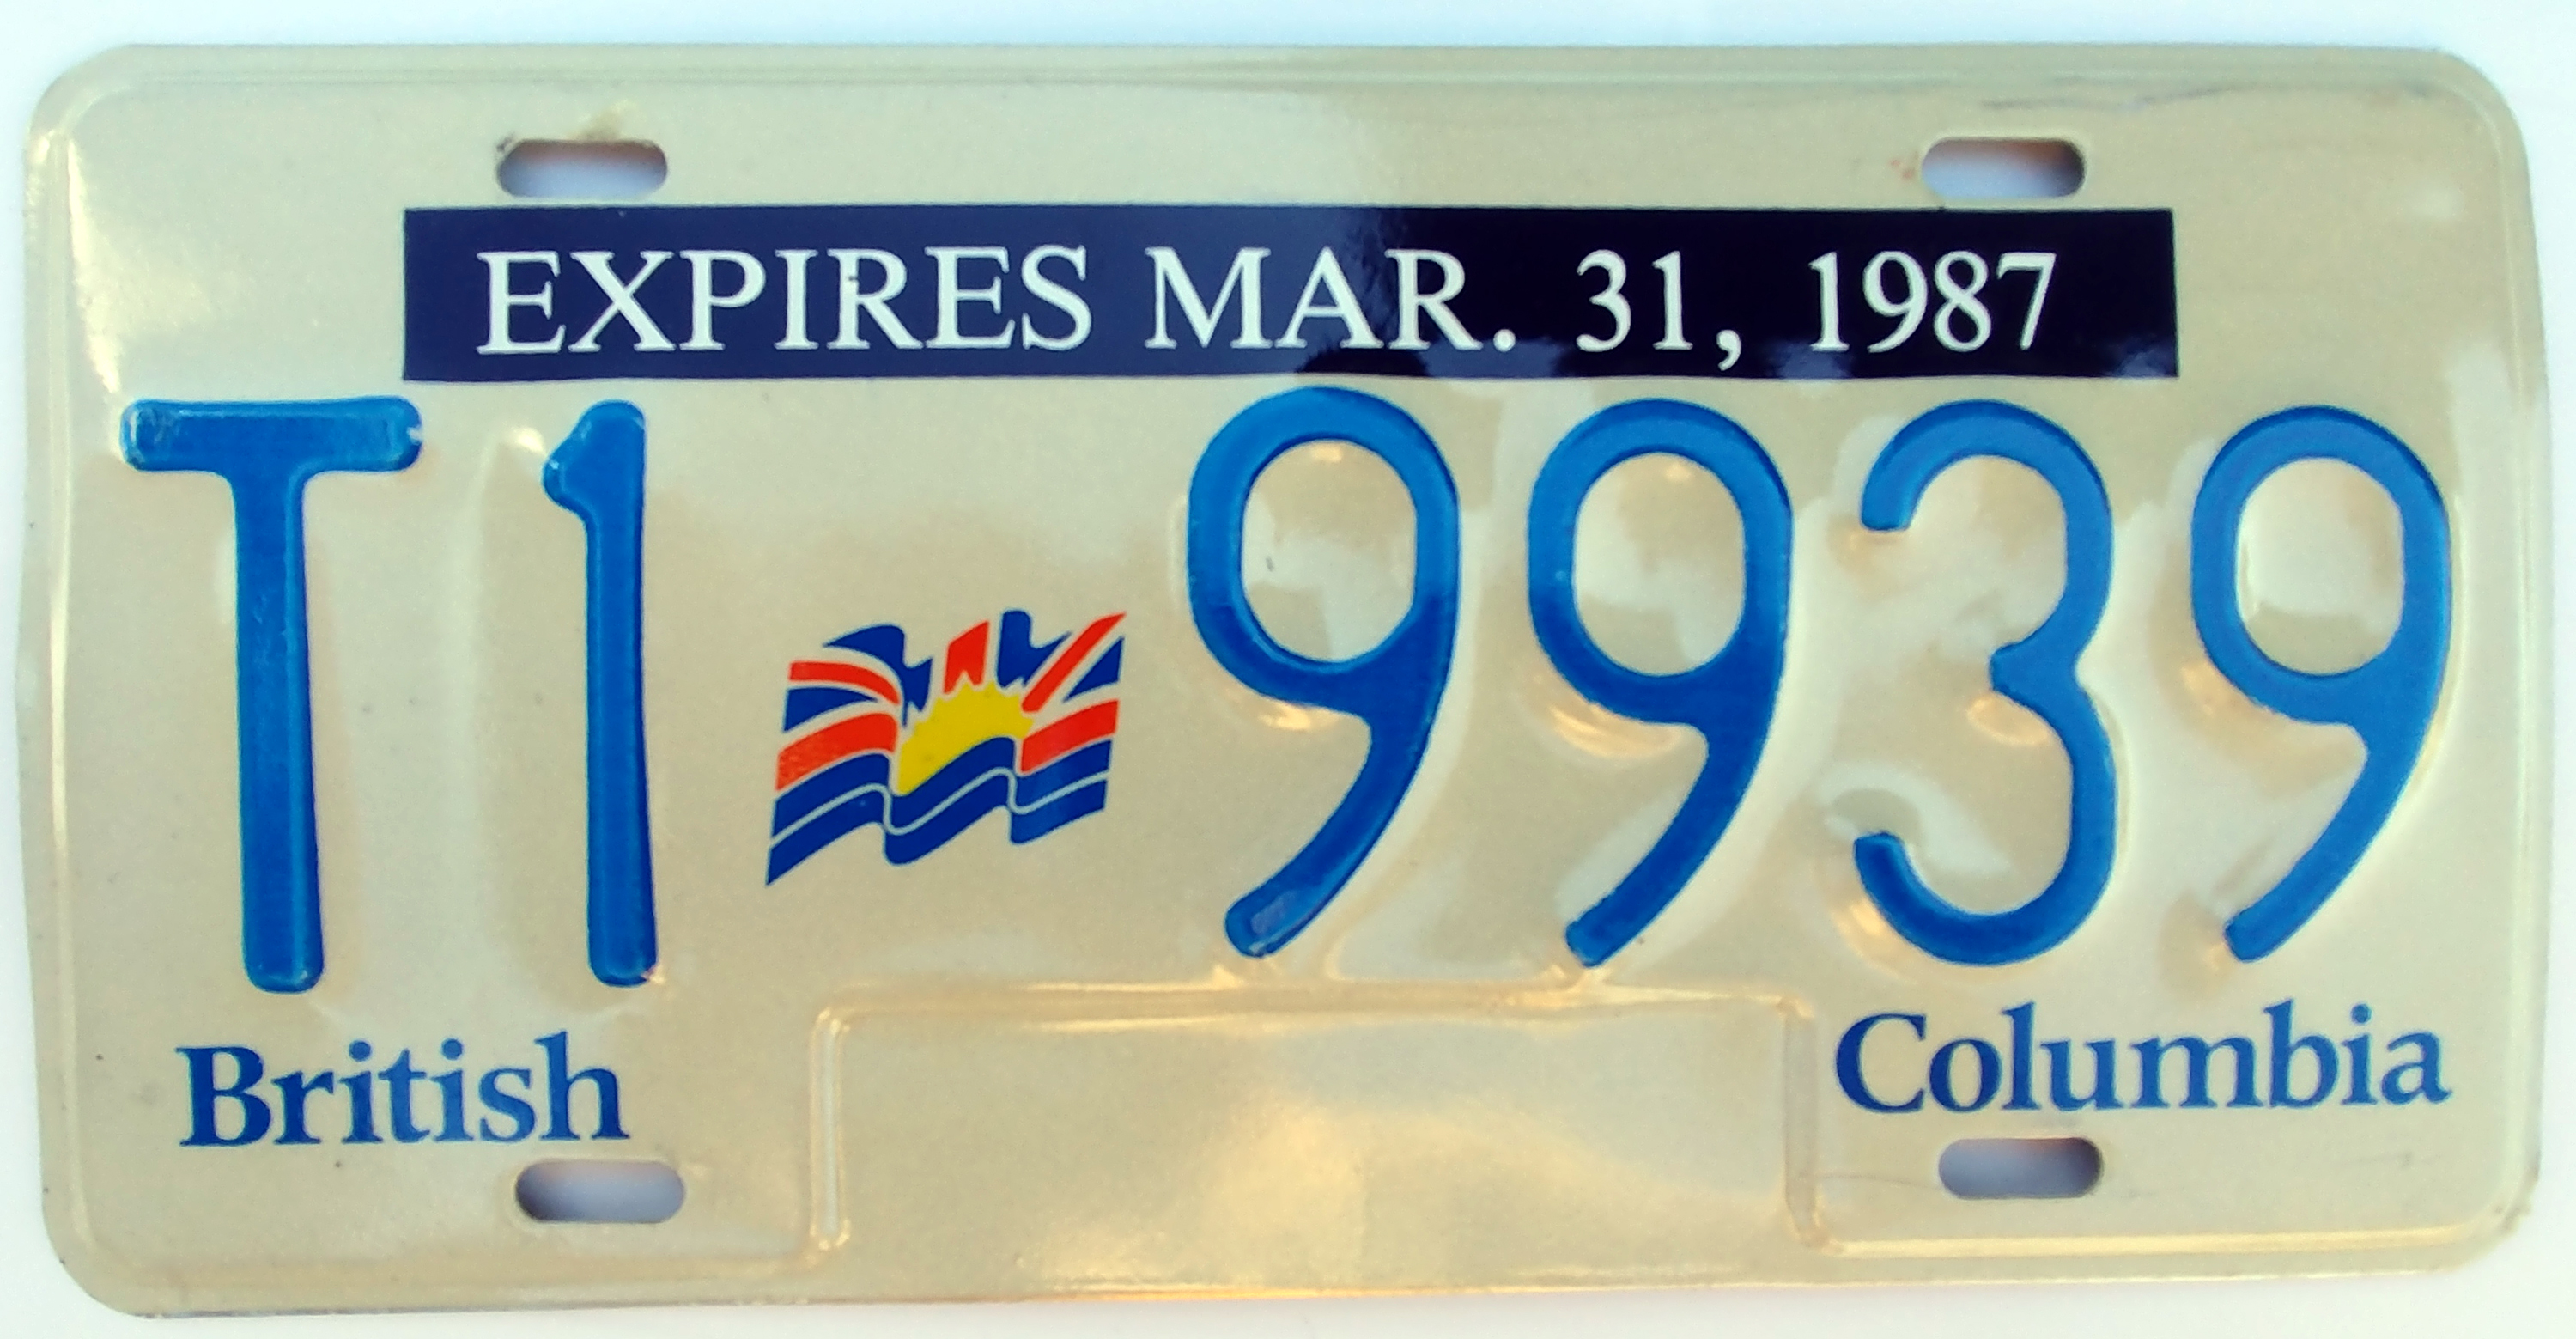 EXPIRES MAR. 31, 1987
T1 9939
British Columbia